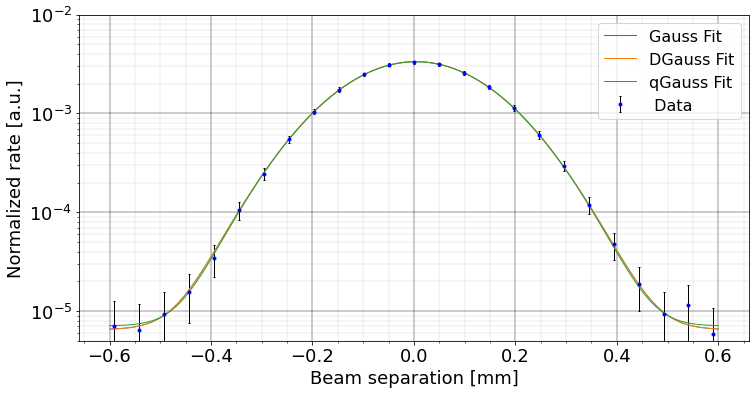 Normalized rate [a.u.]
10⁻²
10⁻³
10⁻⁴
10⁻⁵
Gauss Fit
DGauss Fit
qGauss Fit
Data
−0.6 −0.4 −0.2 0.0 0.2 0.4 0.6
Beam separation [mm]